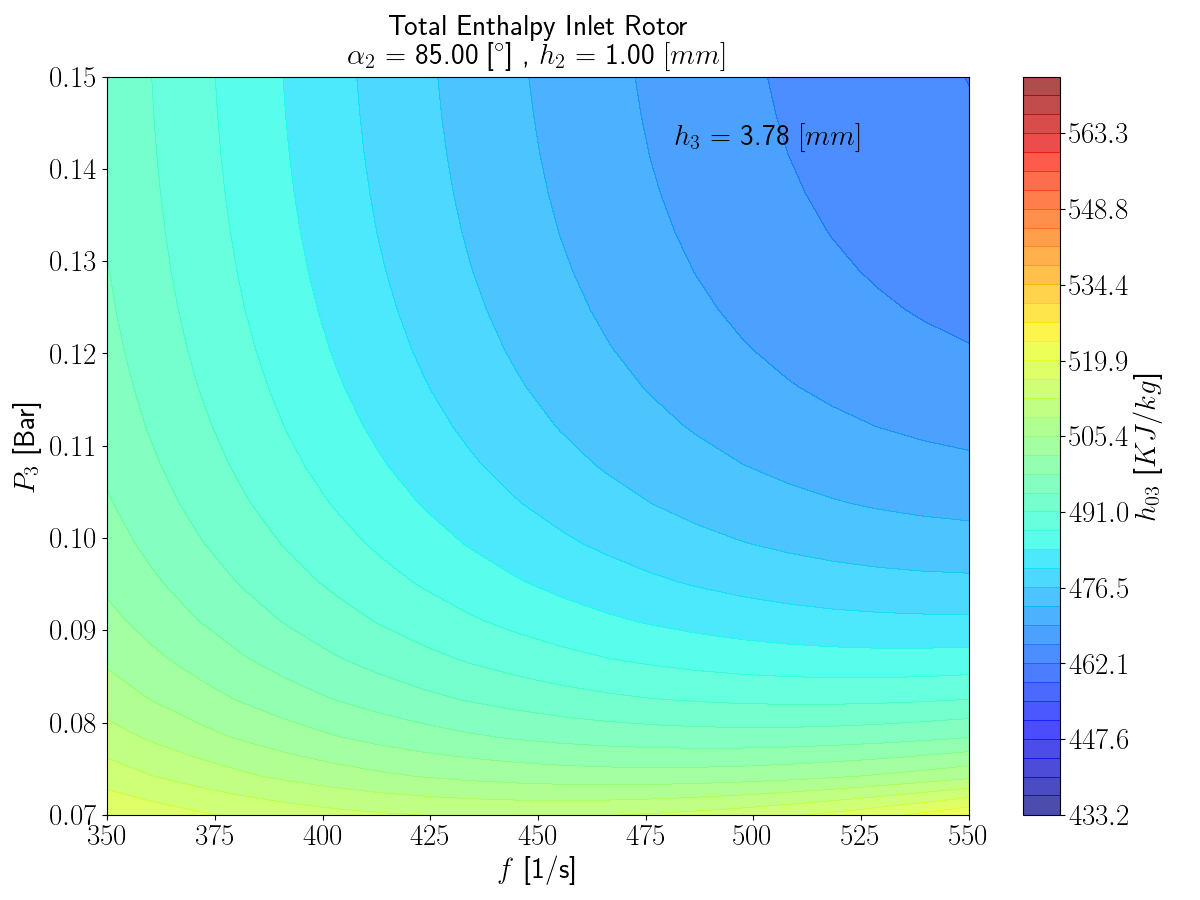 Total Enthalpy Inlet Rotor
α₂ = 85.00 [°] , h₂ = 1.00 [mm]
h₃ = 3.78 [mm]
0.15
0.14
0.13
0.12
0.11
0.10
0.09
0.08
0.07
P₃ [Bar]
350 375 400 425 450 475 500 525 550
f [1/s]
563.3
548.8
534.4
519.9
505.4
491.0
476.5
462.1
447.6
433.2
h₀₃ [KJ/kg]